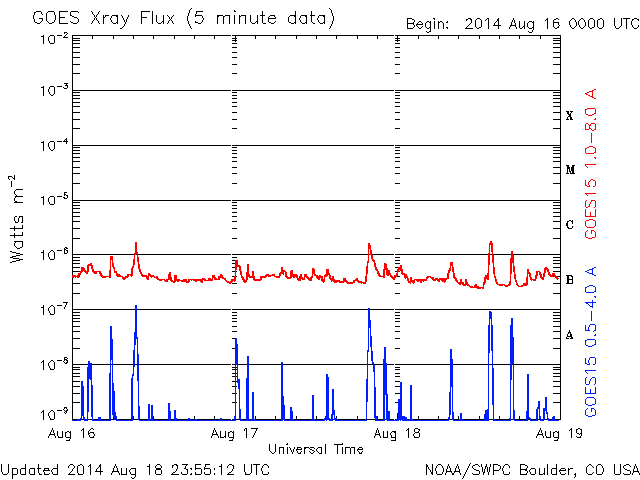 GOES Xray Flux (5 minute data)
Begin: 2014 Aug 16 0000 UTC
10⁻²
10⁻³
10⁻⁴
10⁻⁵
10⁻⁶
10⁻⁷
10⁻⁸
10⁻⁹
Watts m⁻²
X
M
C
B
A
GOES15 1.0-8.0 A
GOES15 0.5-4.0 A
Aug 16 Aug 17 Aug 18 Aug 19
Universal Time
Updated 2014 Aug 18 23:55:12 UTC
NOAA/SWPC Boulder, CO USA